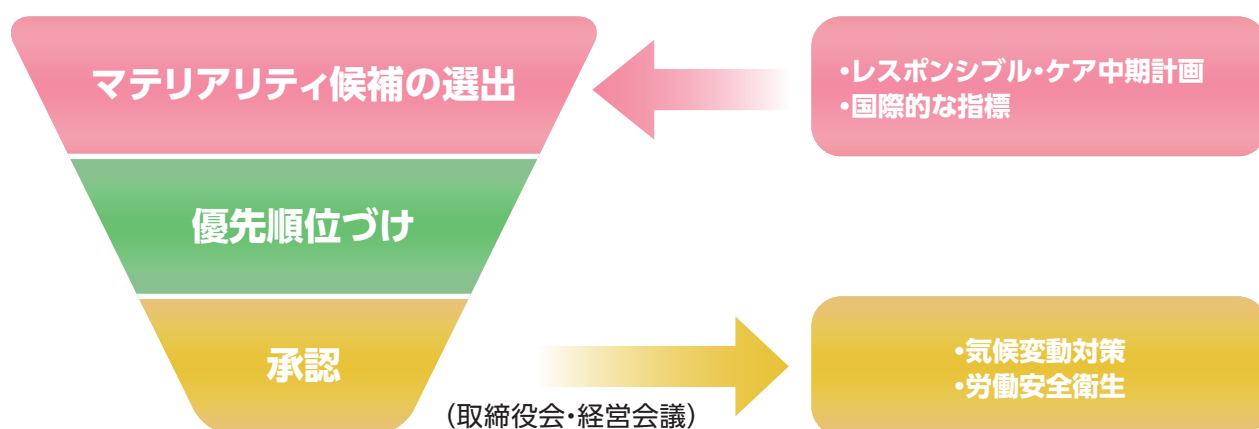 マテリアリティ候補の選出
・レスポンシブル・ケア中期計画
・国際的な指標
優先順位づけ
承認
（取締役会・経営会議）
・気候変動対策
・労働安全衛生